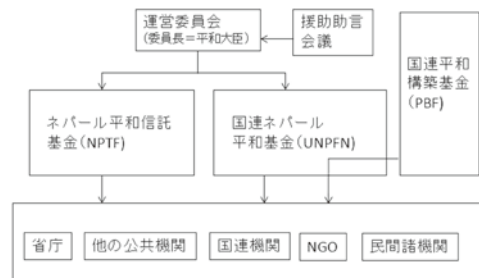 運営委員会
(委員長＝平和大臣)
援助助言
会議
国連平和
構築基金
(PBF)
ネパール平和信託
基金(NPTF)
国連ネパール
平和基金(UNPFN)
省庁
他の公共機関
国連機関
NGO
民間諸機関